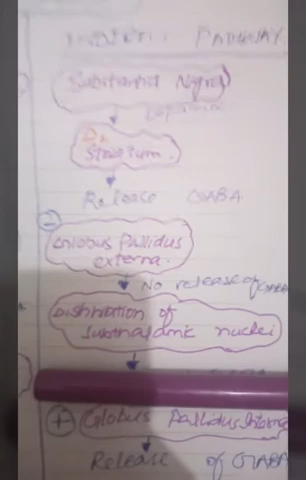 INDIRECT PATHWAY
Substantia Nigra
Dopamine
D2
Striatum.
Release GABA
−
Globus Pallidus
externa.
No release of GABA
Disinhibition of
subthalamic nuclei
+ Globus Pallidus Interna
Release of GABA